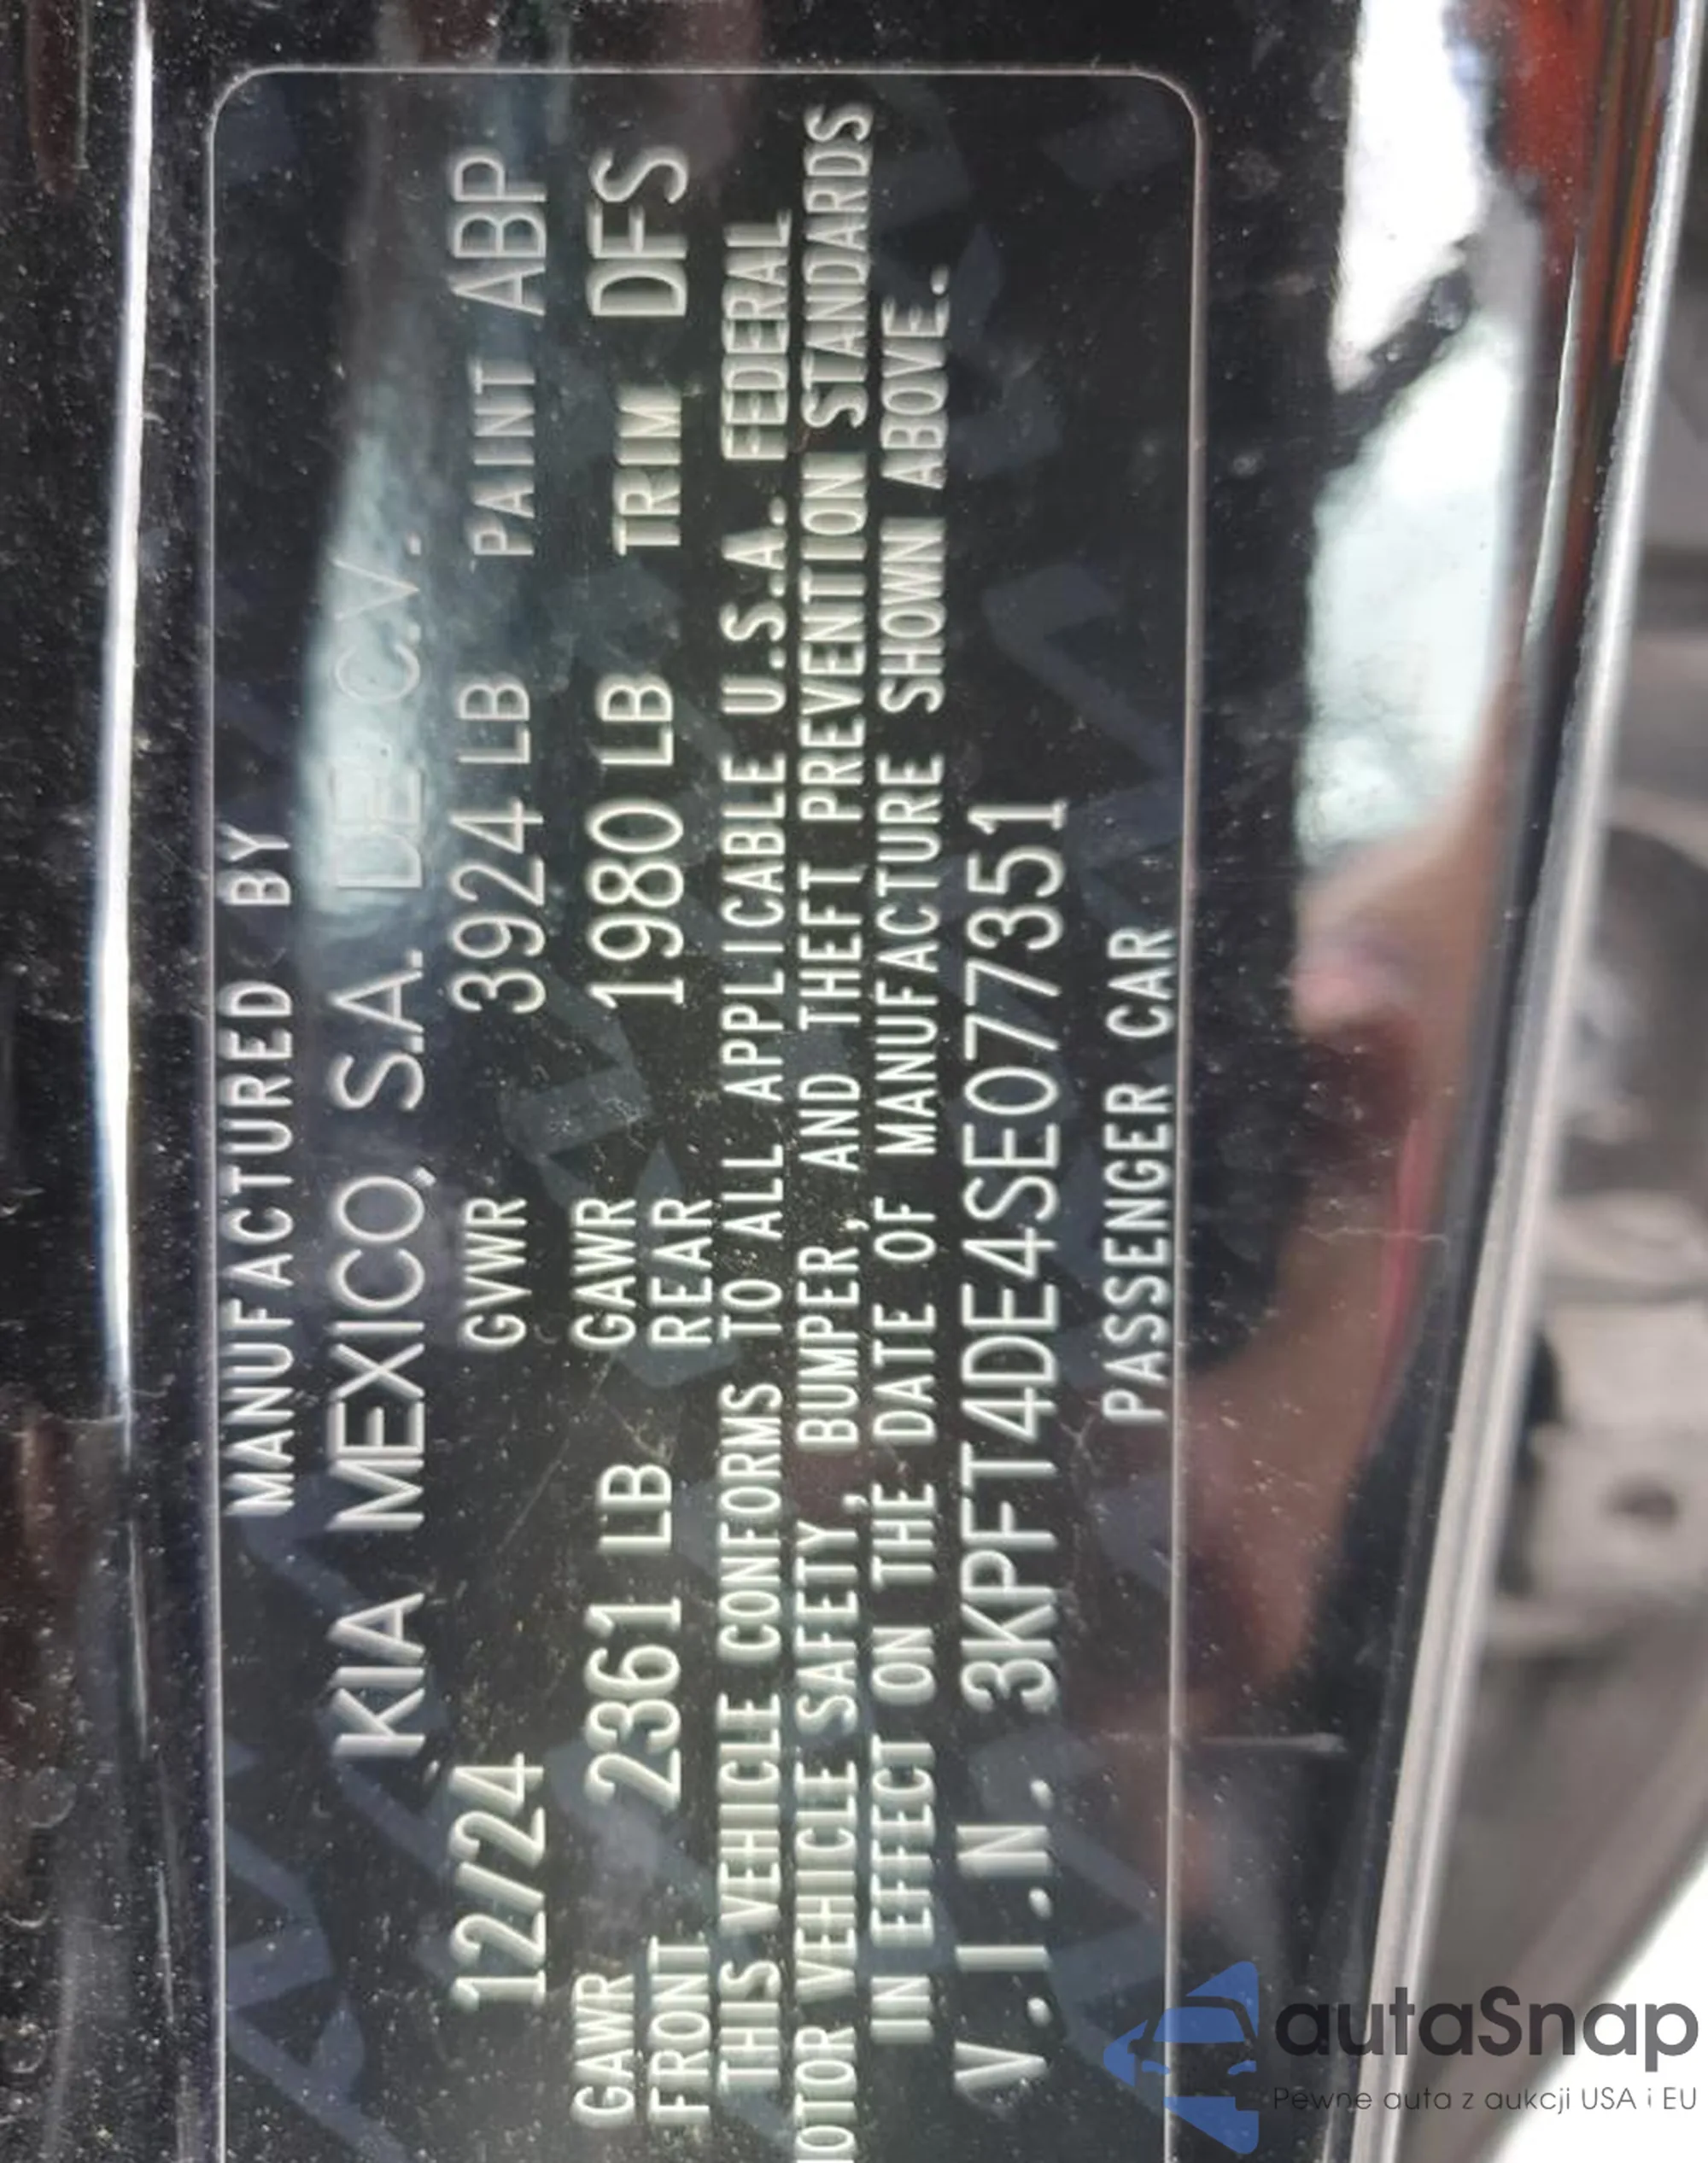 MANUFACTURED BY
KIA MEXICO, S.A. DE C.V.
12/24 GVWR 3924 LB PAINT ABP
GAWR FRONT 2361 LB GAWR REAR 1980 LB TRIM DFS
THIS VEHICLE CONFORMS TO ALL APPLICABLE U.S.A. FEDERAL
OTOR VEHICLE SAFETY, BUMPER, AND THEFT PREVENTION STANDARDS
IN EFFECT ON THE DATE OF MANUFACTURE SHOWN ABOVE.
V.I.N. 3KPFT4DE4SE077351
PASSENGER CAR
autaSnap
Pewne auta z aukcji USA i EU